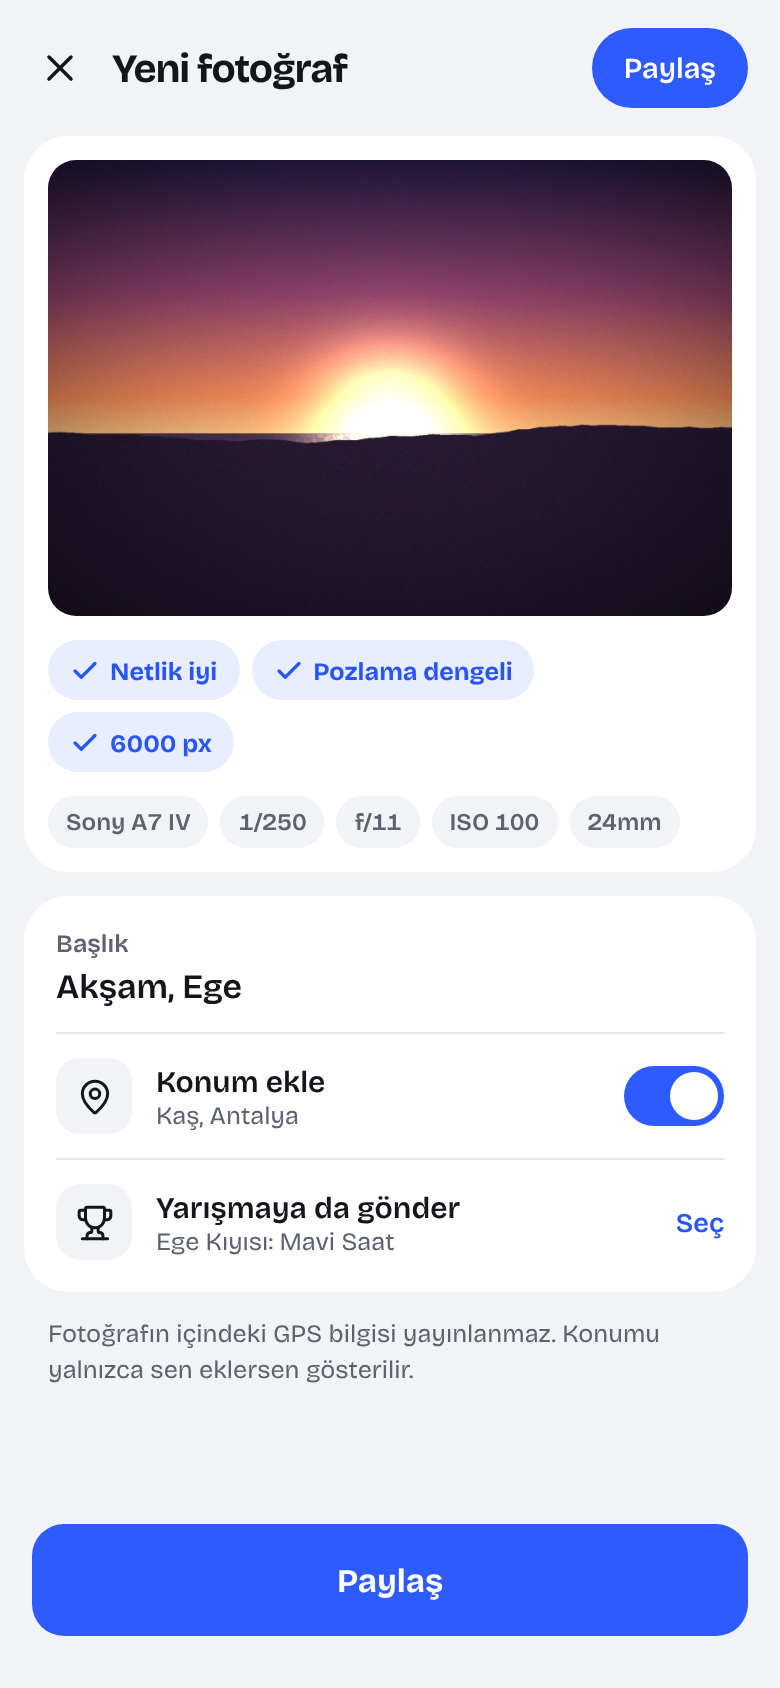 Yeni fotoğraf
Paylaş
Netlik iyi
Pozlama dengeli
6000 px
Sony A7 IV
1/250
f/11
ISO 100
24mm
Başlık
Akşam, Ege
Konum ekle
Kaş, Antalya
Yarışmaya da gönder
Ege Kıyısı: Mavi Saat
Seç
Fotoğrafın içindeki GPS bilgisi yayınlanmaz. Konumu
yalnızca sen eklersen gösterilir.
Paylaş